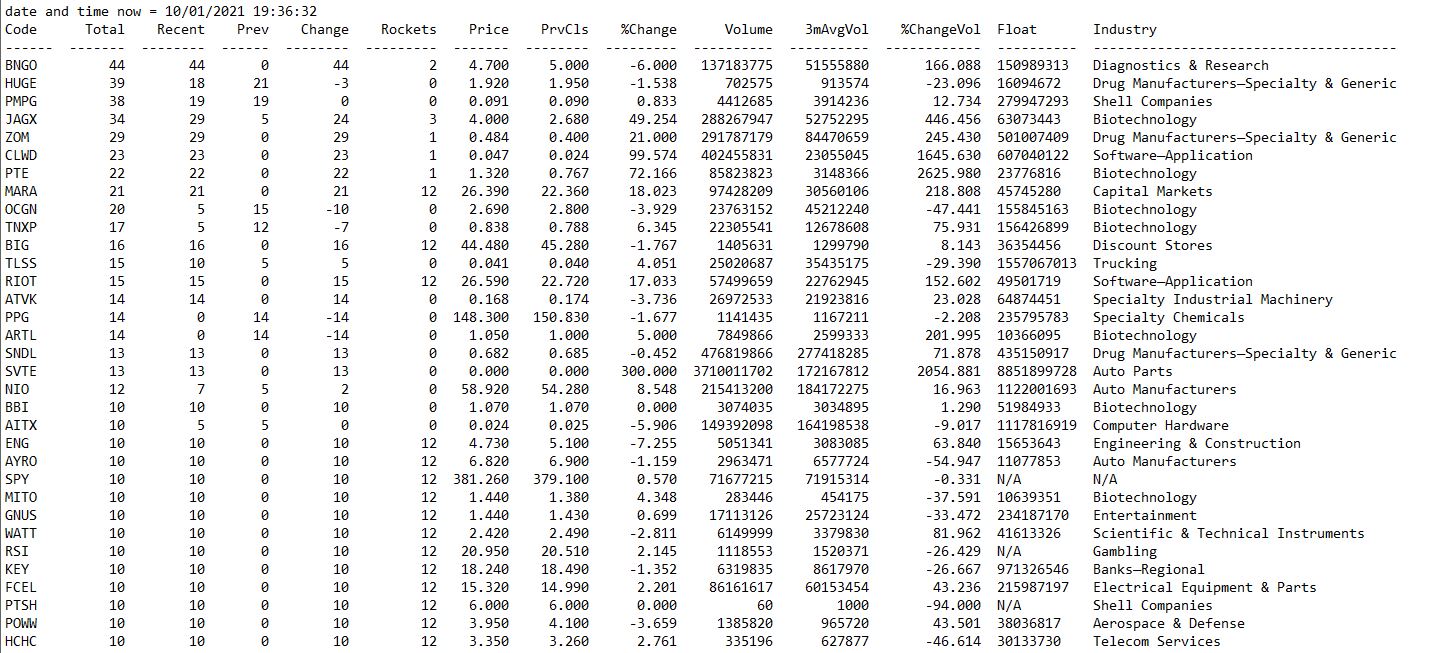 date and time now = 10/01/2021 19:36:32
Code Total Recent Prev Change Rockets Price PrvCls %Change Volume 3mAvgVol %ChangeVol Float Industry
------ ------- -------- ------ -------- --------- ------- -------- --------- ---------- ---------- ------------ ---------- --------------------------------------
BNGO 44 44 0 44 2 4.700 5.000 -6.000 137183775 51555880 166.088 150989313 Diagnostics & Research
HUGE 39 18 21 -3 0 1.920 1.950 -1.538 702575 913574 -23.096 16094672 Drug Manufacturers—Specialty & Generic
PMPG 38 19 19 0 0 0.091 0.090 0.833 4412685 3914236 12.734 279947293 Shell Companies
JAGX 34 29 5 24 3 4.000 2.680 49.254 288267947 52752295 446.456 63073443 Biotechnology
ZOM 29 29 0 29 1 0.484 0.400 21.000 291787179 84470659 245.430 501007409 Drug Manufacturers—Specialty & Generic
CLWD 23 23 0 23 1 0.047 0.024 99.574 402455831 23055045 1645.630 607040122 Software—Application
PTE 22 22 0 22 1 1.320 0.767 72.166 85823823 3148366 2625.980 23776816 Biotechnology
MARA 21 21 0 21 12 26.390 22.360 18.023 97428209 30560106 218.808 45745280 Capital Markets
OCGN 20 5 15 -10 0 2.690 2.800 -3.929 23763152 45212240 -47.441 155845163 Biotechnology
TNXP 17 5 12 -7 0 0.838 0.788 6.345 22305541 12678608 75.931 156426899 Biotechnology
BIG 16 16 0 16 12 44.480 45.280 -1.767 1405631 1299790 8.143 36354456 Discount Stores
TLSS 15 10 5 5 0 0.041 0.040 4.051 25020687 35435175 -29.390 1557067013 Trucking
RIOT 15 15 0 15 12 26.590 22.720 17.033 57499659 22762945 152.602 49501719 Software—Application
ATVK 14 14 0 14 0 0.168 0.174 -3.736 26972533 21923816 23.028 64874451 Specialty Industrial Machinery
PPG 14 0 14 -14 0 148.300 150.830 -1.677 1141435 1167211 -2.208 235795783 Specialty Chemicals
ARTL 14 0 14 -14 0 1.050 1.000 5.000 7849866 2599333 201.995 10366095 Biotechnology
SNDL 13 13 0 13 0 0.682 0.685 -0.452 476819866 277418285 71.878 435150917 Drug Manufacturers—Specialty & Generic
SVTE 13 13 0 13 0 0.000 0.000 300.000 3710011702 172167812 2054.881 8851899728 Auto Parts
NIO 12 7 5 2 0 58.920 54.280 8.548 215413200 184172275 16.963 1122001693 Auto Manufacturers
BBI 10 10 0 10 0 1.070 1.070 0.000 3074035 3034895 1.290 51984933 Biotechnology
AITX 10 5 5 0 0 0.024 0.025 -5.906 149392098 164198538 -9.017 1117816919 Computer Hardware
ENG 10 10 0 10 12 4.730 5.100 -7.255 5051341 3083085 63.840 15653643 Engineering & Construction
AYRO 10 10 0 10 12 6.820 6.900 -1.159 2963471 6577724 -54.947 11077853 Auto Manufacturers
SPY 10 10 0 10 12 381.260 379.100 0.570 71677215 71915314 -0.331 N/A N/A
MITO 10 10 0 10 12 1.440 1.380 4.348 283446 454175 -37.591 10639351 Biotechnology
GNUS 10 10 0 10 12 1.440 1.430 0.699 17113126 25723124 -33.472 234187170 Entertainment
WATT 10 10 0 10 12 2.420 2.490 -2.811 6149999 3379830 81.962 41613326 Scientific & Technical Instruments
RSI 10 10 0 10 12 20.950 20.510 2.145 1118553 1520371 -26.429 N/A Gambling
KEY 10 10 0 10 12 18.240 18.490 -1.352 6319835 8617970 -26.667 971326546 Banks—Regional
FCEL 10 10 0 10 12 15.320 14.990 2.201 86161617 60153454 43.236 215987197 Electrical Equipment & Parts
PTSH 10 10 0 10 12 6.000 6.000 0.000 60 1000 -94.000 N/A Shell Companies
POWW 10 10 0 10 12 3.950 4.100 -3.659 1385820 965720 43.501 38036817 Aerospace & Defense
HCHC 10 10 0 10 12 3.350 3.260 2.761 335196 627877 -46.614 30133730 Telecom Services